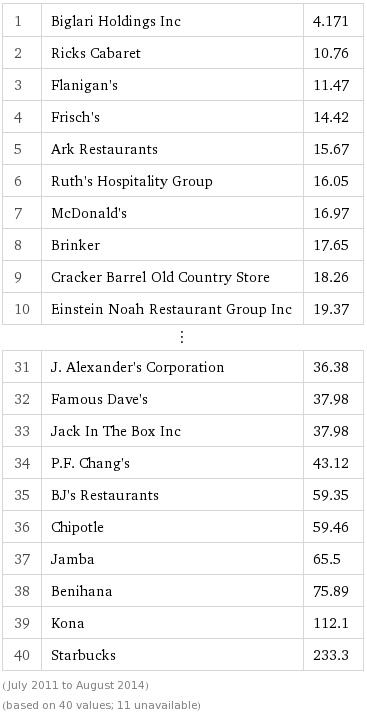 1 Biglari Holdings Inc 4.171
2 Ricks Cabaret 10.76
3 Flanigan's 11.47
4 Frisch's 14.42
5 Ark Restaurants 15.67
6 Ruth's Hospitality Group 16.05
7 McDonald's 16.97
8 Brinker 17.65
9 Cracker Barrel Old Country Store 18.26
10 Einstein Noah Restaurant Group Inc 19.37
⋮
31 J. Alexander's Corporation 36.38
32 Famous Dave's 37.98
33 Jack In The Box Inc 37.98
34 P.F. Chang's 43.12
35 BJ's Restaurants 59.35
36 Chipotle 59.46
37 Jamba 65.5
38 Benihana 75.89
39 Kona 112.1
40 Starbucks 233.3
(July 2011 to August 2014)
(based on 40 values; 11 unavailable)